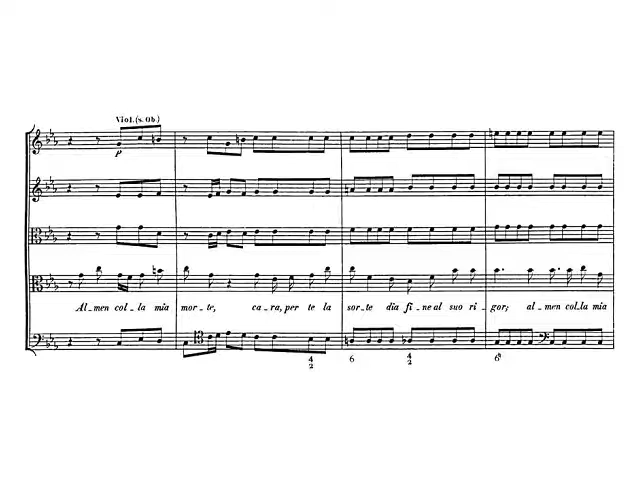 Viol.(s. Ob.)
p
Al_men col_la mia mor_te, ca_ra, per te la sor_te dia fi_ne al suo ri_gor; al_men col_la mia
4 6 4 6♮
2 2